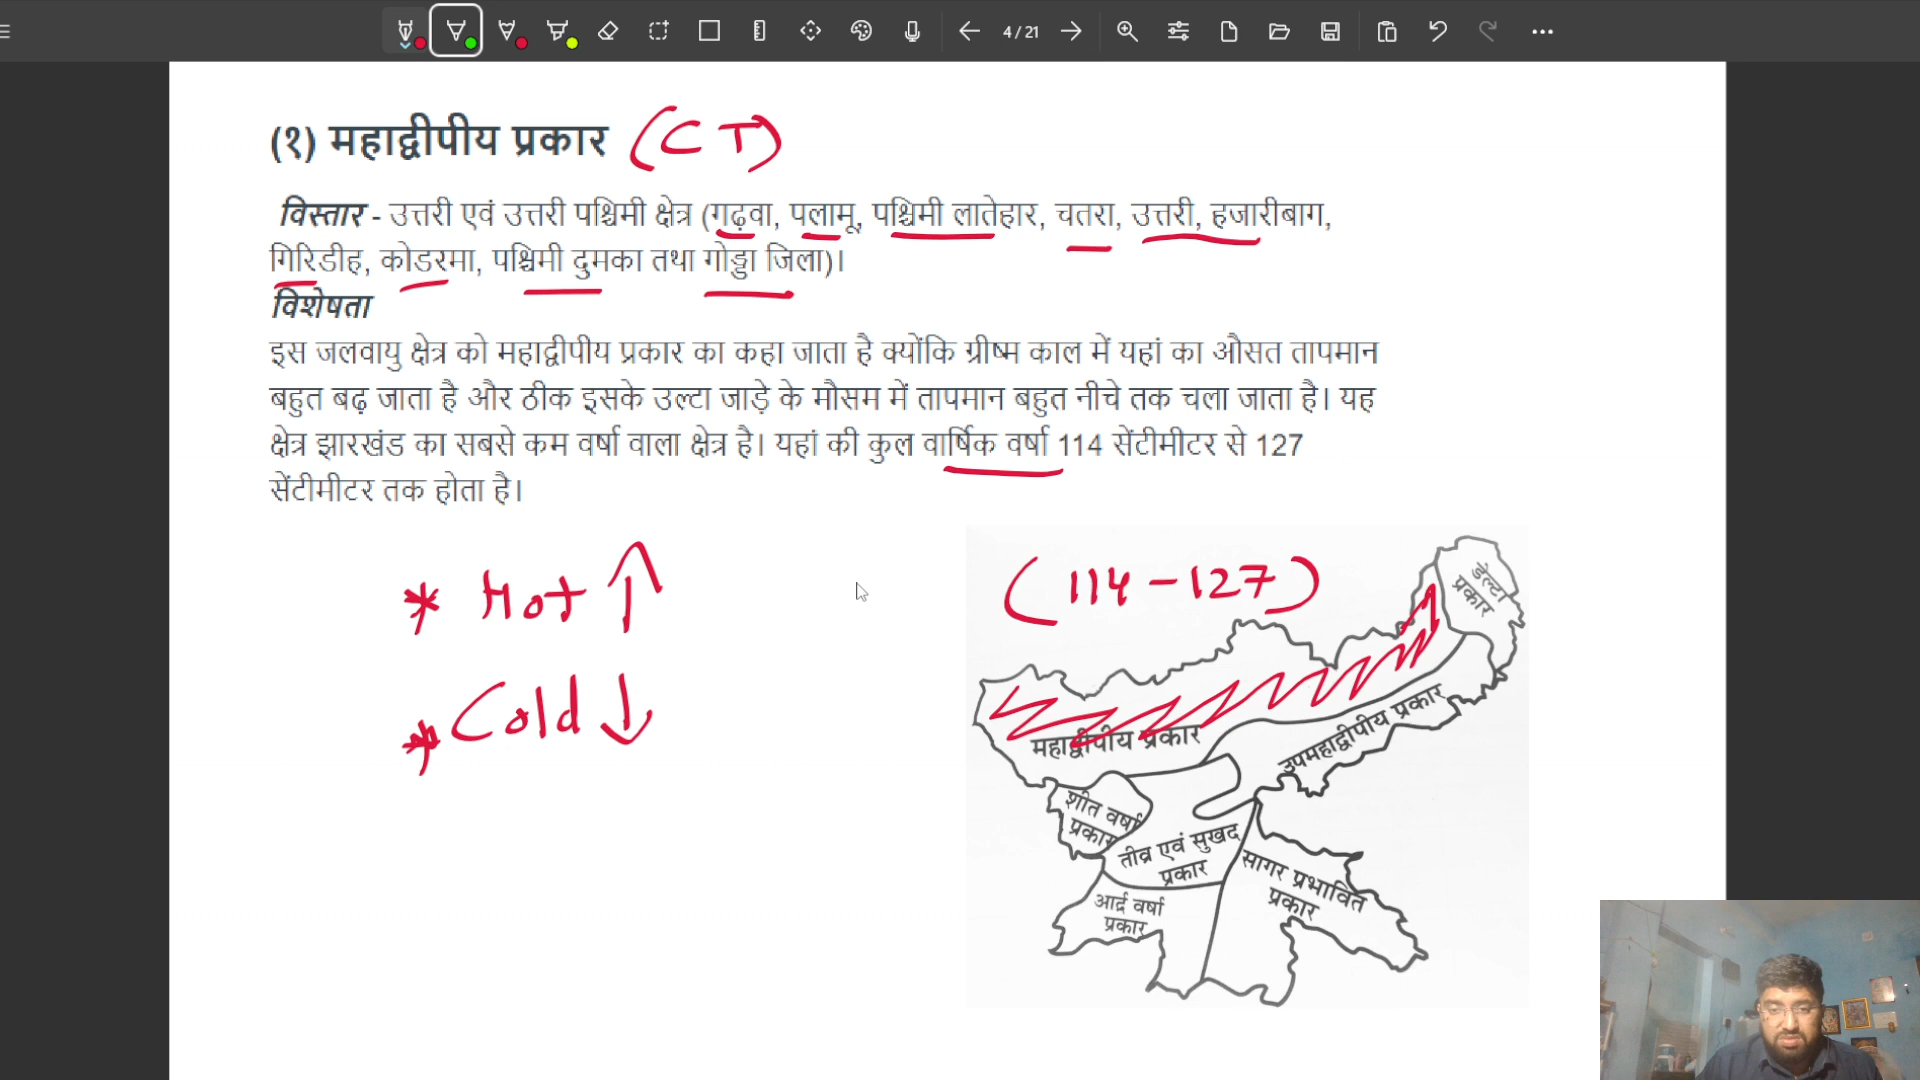 4 / 21
(१) महाद्वीपीय प्रकार (CT)
विस्तार - उत्तरी एवं उत्तरी पश्चिमी क्षेत्र (गढ़वा, पलामू, पश्चिमी लातेहार, चतरा, उत्तरी, हजारीबाग,
गिरिडीह, कोडरमा, पश्चिमी दुमका तथा गोड्डा जिला)।
विशेषता
इस जलवायु क्षेत्र को महाद्वीपीय प्रकार का कहा जाता है क्योंकि ग्रीष्म काल में यहां का औसत तापमान
बहुत बढ़ जाता है और ठीक इसके उल्टा जाड़े के मौसम में तापमान बहुत नीचे तक चला जाता है। यह
क्षेत्र झारखंड का सबसे कम वर्षा वाला क्षेत्र है। यहां की कुल वार्षिक वर्षा 114 सेंटीमीटर से 127
सेंटीमीटर तक होता है।
* Hot ↑
* Cold ↓
(114-127)
डेल्टा
प्रकार
महाद्वीपीय प्रकार
उपमहाद्वीपीय प्रकार
शीत वर्षा
प्रकार
तीव्र एवं सुखद
प्रकार
सागर प्रभावित
प्रकार
आर्द्र वर्षा
प्रकार